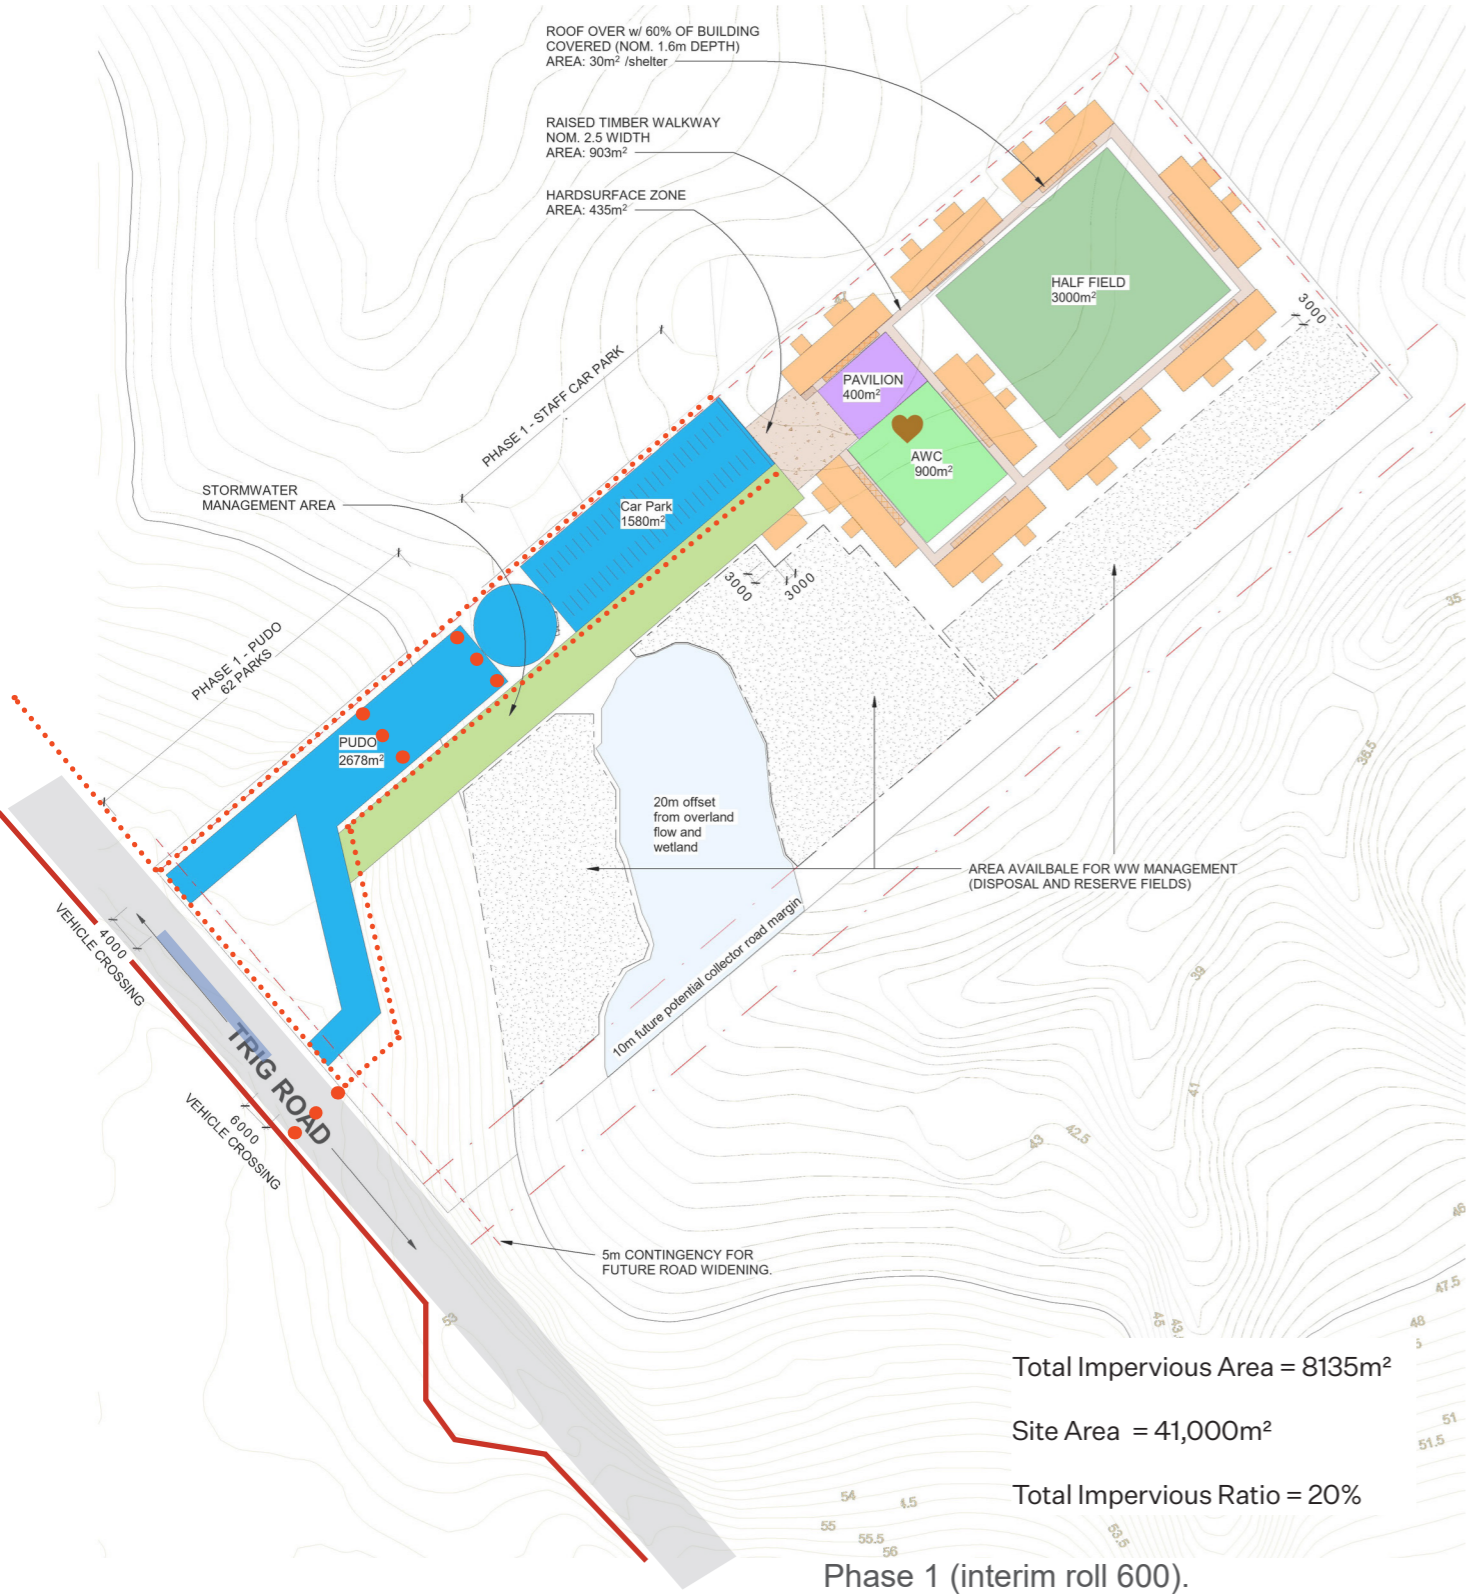 ROOF OVER w/ 60% OF BUILDING
COVERED (NOM. 1.6m DEPTH)
AREA: 30m² /shelter
RAISED TIMBER WALKWAY
NOM. 2.5 WIDTH
AREA: 903m²
HARDSURFACE ZONE
AREA: 435m²
HALF FIELD
3000m²
3000
PHASE 1 - STAFF CAR PARK
PAVILION
400m²
AWC
900m²
STORMWATER
MANAGEMENT AREA
Car Park
1580m²
3000
3000
35
PHASE 1 - PUDO
62 PARKS
PUDO
2678m²
38.5
20m offset
from overland
flow and
wetland
AREA AVAILBALE FOR WW MANAGEMENT
(DISPOSAL AND RESERVE FIELDS)
10m future potential collector road margin
4000
VEHICLE CROSSING
39
TRIG ROAD
6000
VEHICLE CROSSING
41
43
42.5
46
5m CONTINGENCY FOR
FUTURE ROAD WIDENING.
47.5
53
45
43
48
Total Impervious Area = 8135m²
Site Area = 41,000m²
51
51.5
Total Impervious Ratio = 20%
54
55
55.5
56
53.5
Phase 1 (interim roll 600).